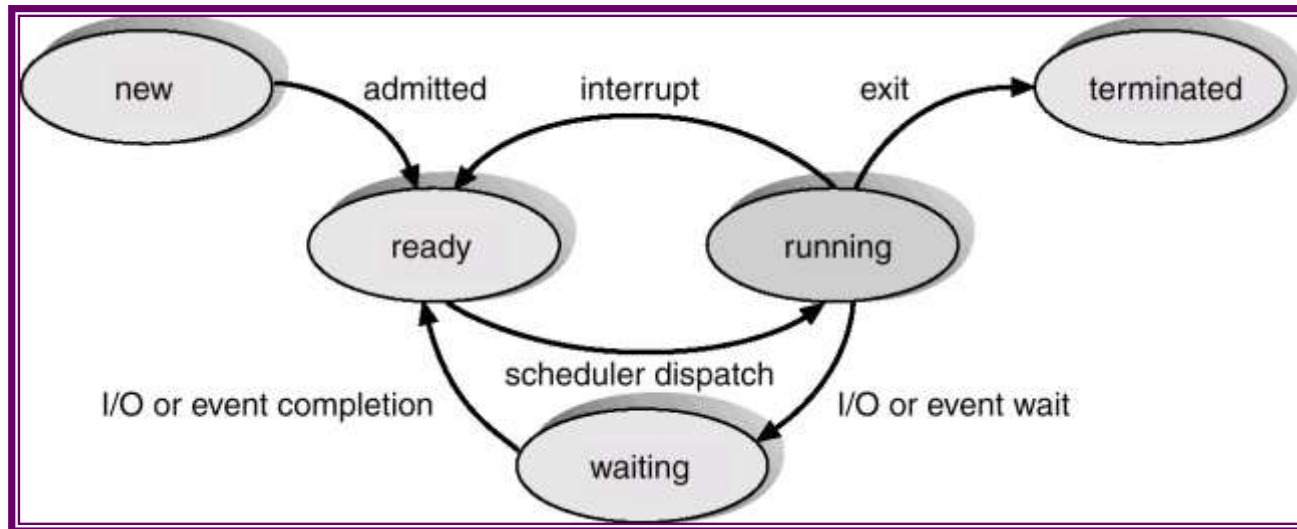 new
admitted
interrupt
exit
terminated
ready
running
scheduler dispatch
I/O or event completion
I/O or event wait
waiting